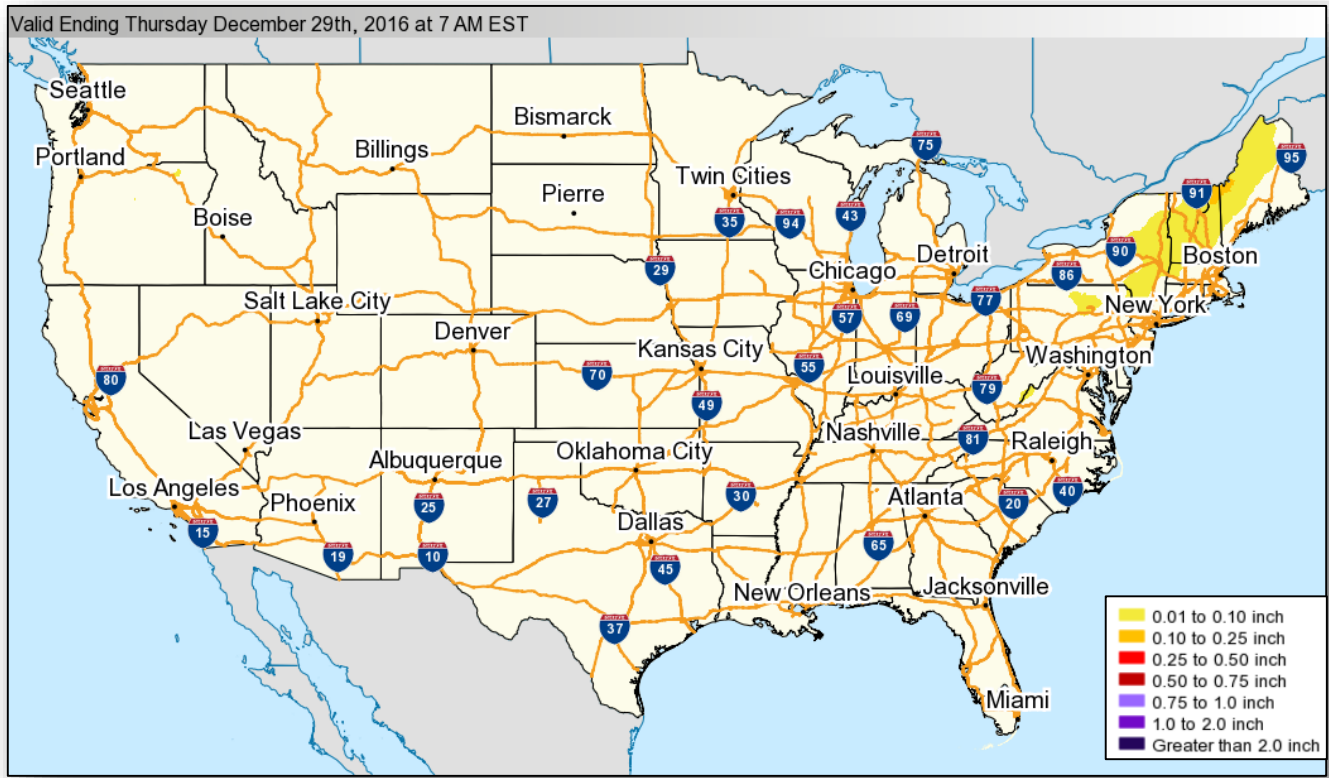 Valid Ending Thursday December 29th, 2016 at 7 AM EST
Seattle
Bismarck
75
Portland
Billings
Twin Cities
95
Pierre
91
Boise
35
94
43
90
Detroit
Boston
29
Chicago
86
Salt Lake City
77
New York
57
69
Denver
Kansas City
Washington
80
70
55
Louisville
79
49
Las Vegas
Nashville
81
Raleigh
Oklahoma City
Albuquerque
Los Angeles
Phoenix
25
27
30
Atlanta
20
40
15
Dallas
65
19
10
45
New Orleans
Jacksonville
37
Miami
0.01 to 0.10 inch
0.10 to 0.25 inch
0.25 to 0.50 inch
0.50 to 0.75 inch
0.75 to 1.0 inch
1.0 to 2.0 inch
Greater than 2.0 inch